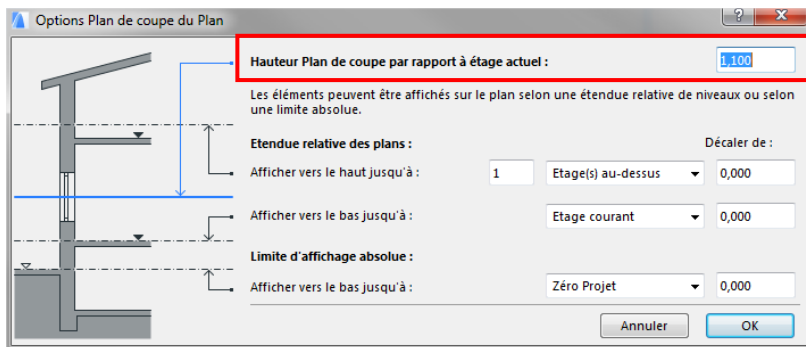 Options Plan de coupe du Plan
Hauteur Plan de coupe par rapport à étage actuel :
1,100
Les éléments peuvent être affichés sur le plan selon une étendue relative de niveaux ou selon
une limite absolue.
Etendue relative des plans :
Décaler de :
Afficher vers le haut jusqu'à :
1
Etage(s) au-dessus
0,000
Afficher vers le bas jusqu'à :
Etage courant
0,000
Limite d'affichage absolue :
Afficher vers le bas jusqu'à :
Zéro Projet
0,000
Annuler
OK